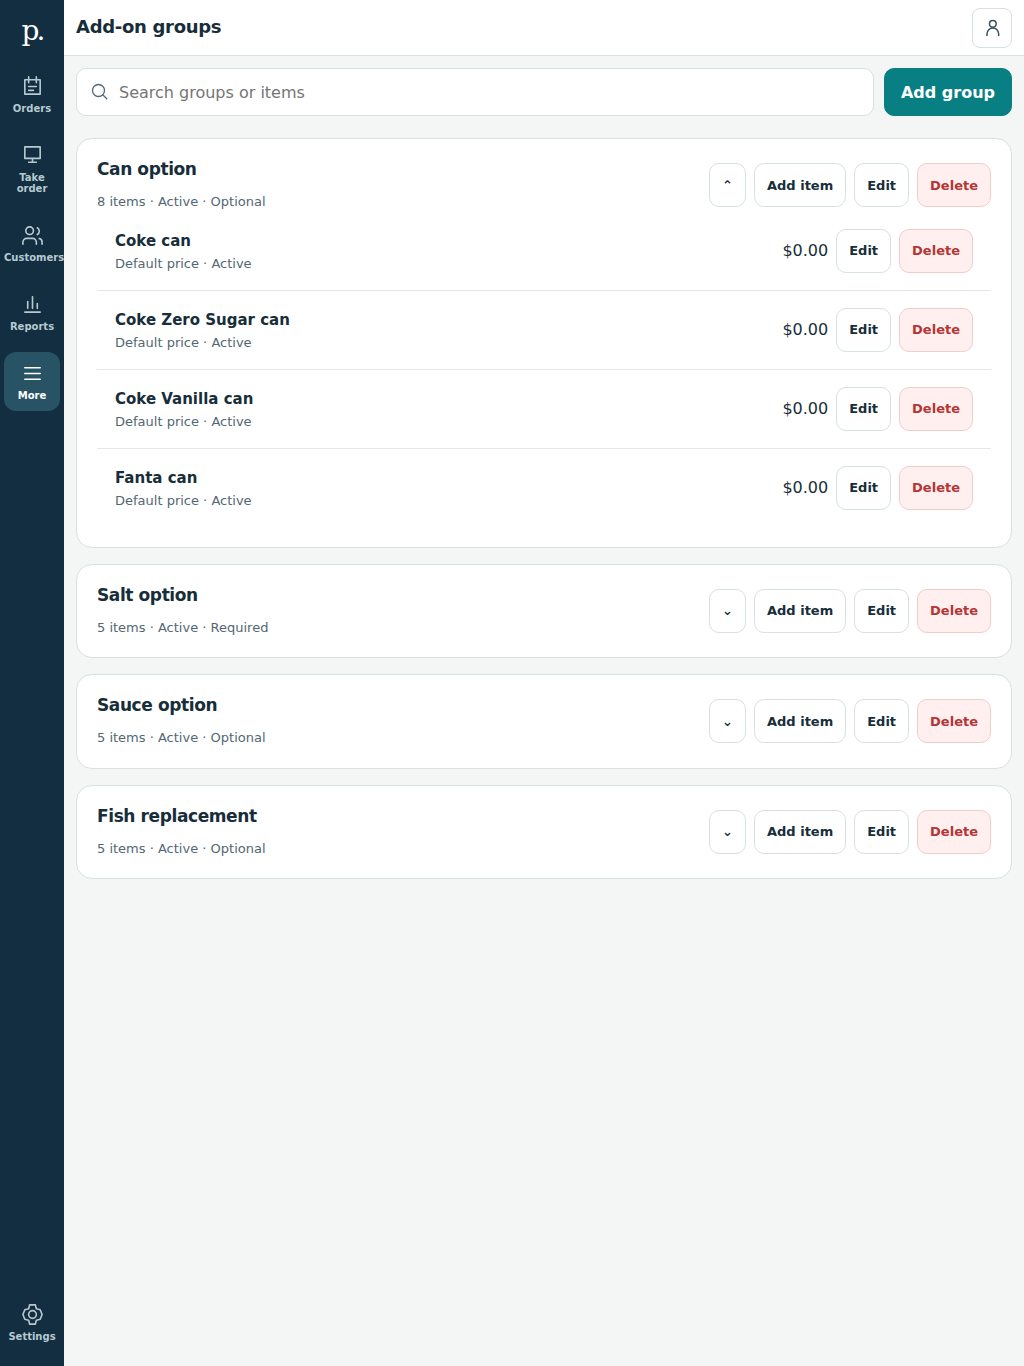 p.
Add-on groups
Orders
Take
order
Customers
Reports
More
Settings
Search groups or items
Add group
Can option
8 items · Active · Optional
Add item Edit Delete
Coke can
Default price · Active
$0.00 Edit Delete
Coke Zero Sugar can
Default price · Active
$0.00 Edit Delete
Coke Vanilla can
Default price · Active
$0.00 Edit Delete
Fanta can
Default price · Active
$0.00 Edit Delete
Salt option
5 items · Active · Required
Add item Edit Delete
Sauce option
5 items · Active · Optional
Add item Edit Delete
Fish replacement
5 items · Active · Optional
Add item Edit Delete